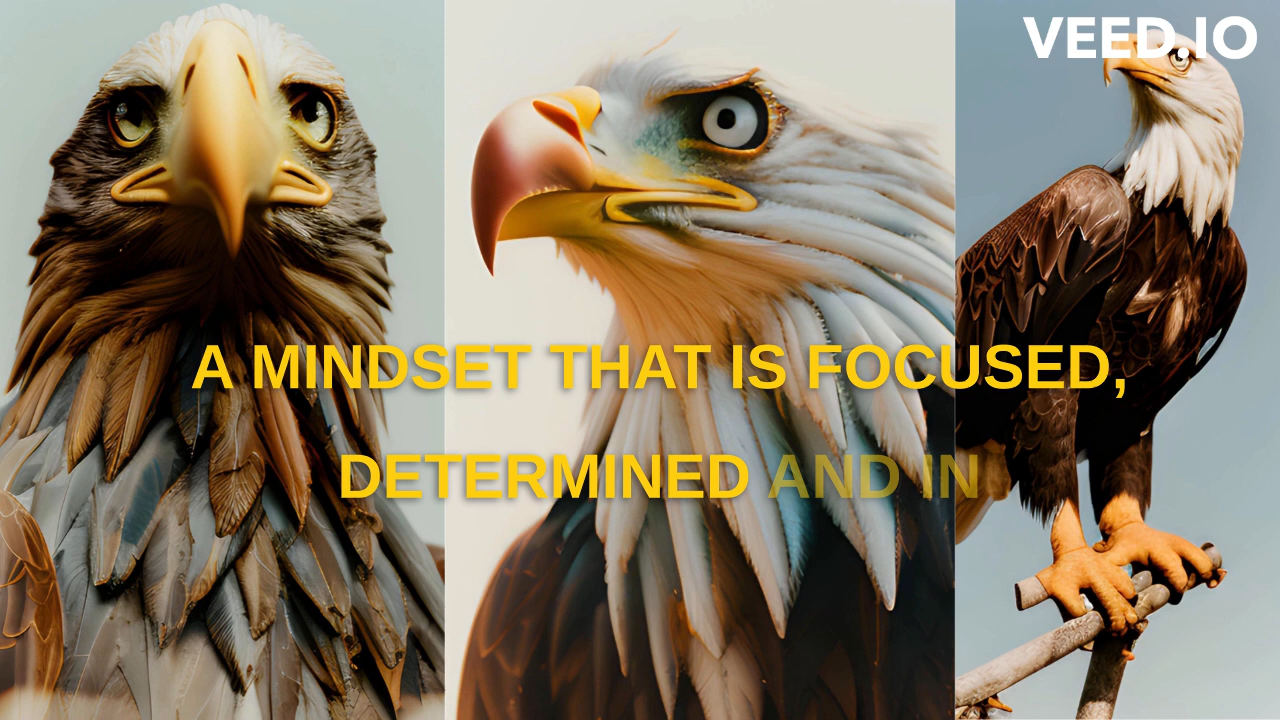 VEED.IO
A MINDSET THAT IS FOCUSED,
DETERMINED AND IN